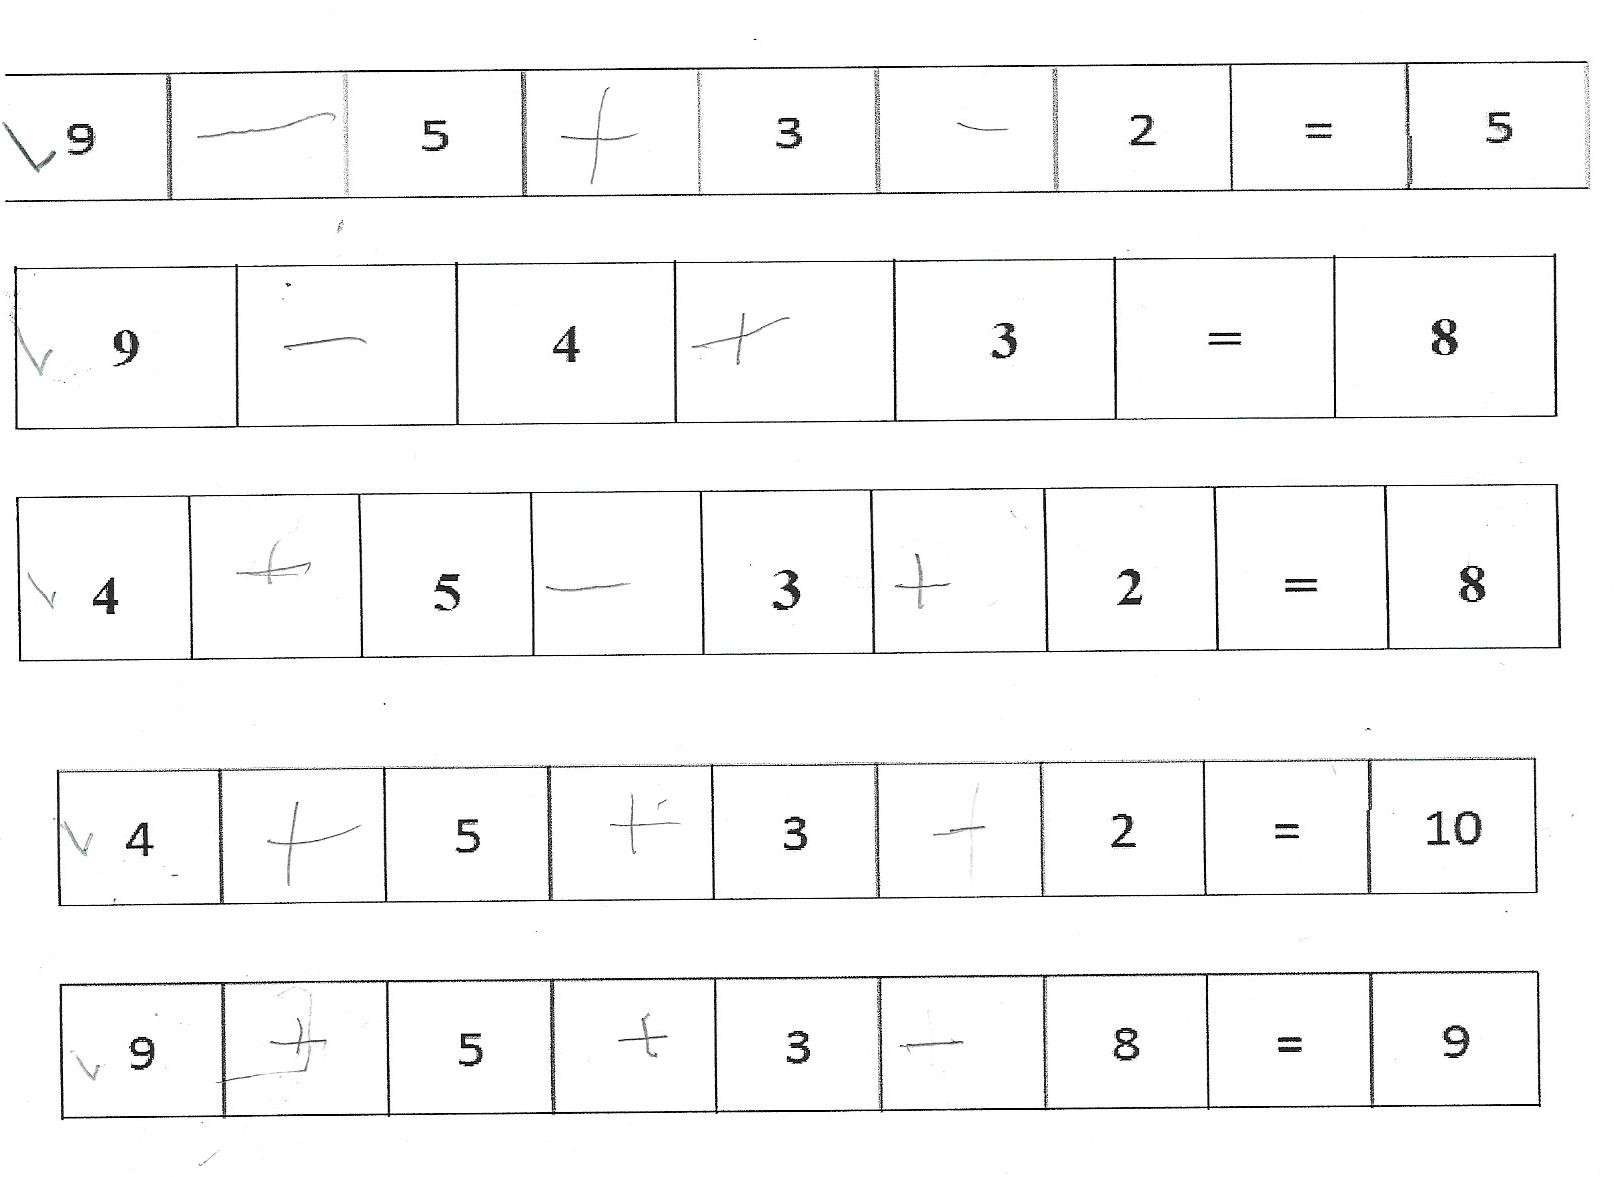 ✓ 9 − 5 + 3 − 2 = 5
✓ 9 − 4 + 3 = 8
✓ 4 + 5 − 3 + 2 = 8
✓ 4 + 5 + 3 − 2 = 10
✓ 9 + 5 + 3 − 8 = 9